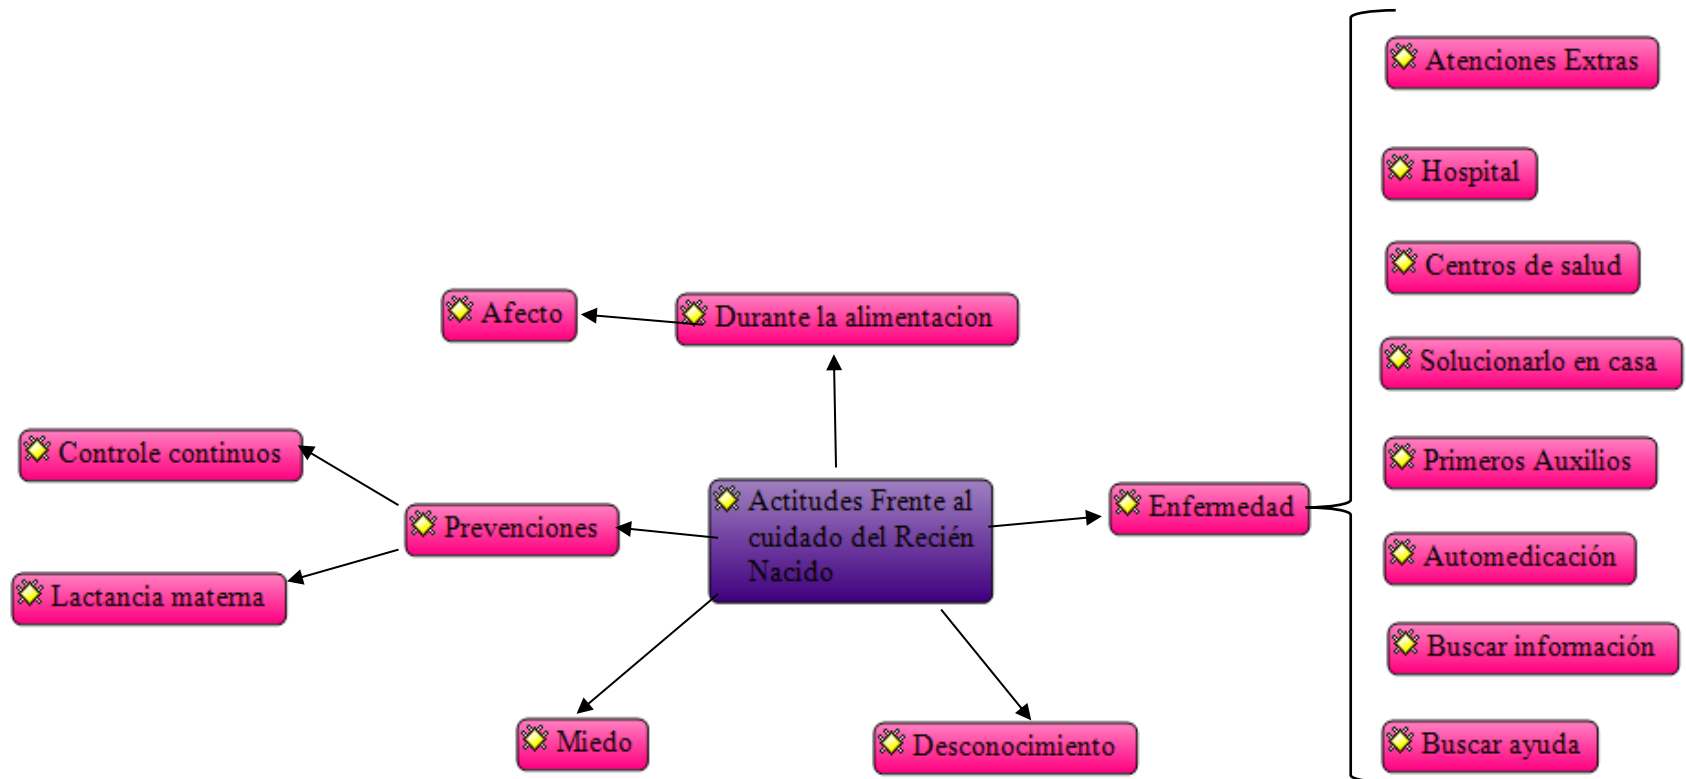 Atenciones Extras
Hospital
Centros de salud
Afecto
Durante la alimentacion
Solucionarlo en casa
Controle continuos
Primeros Auxilios
Prevenciones
Actitudes Frente al
cuidado del Recién
Nacido
Enfermedad
Automedicación
Lactancia materna
Buscar información
Miedo
Desconocimiento
Buscar ayuda